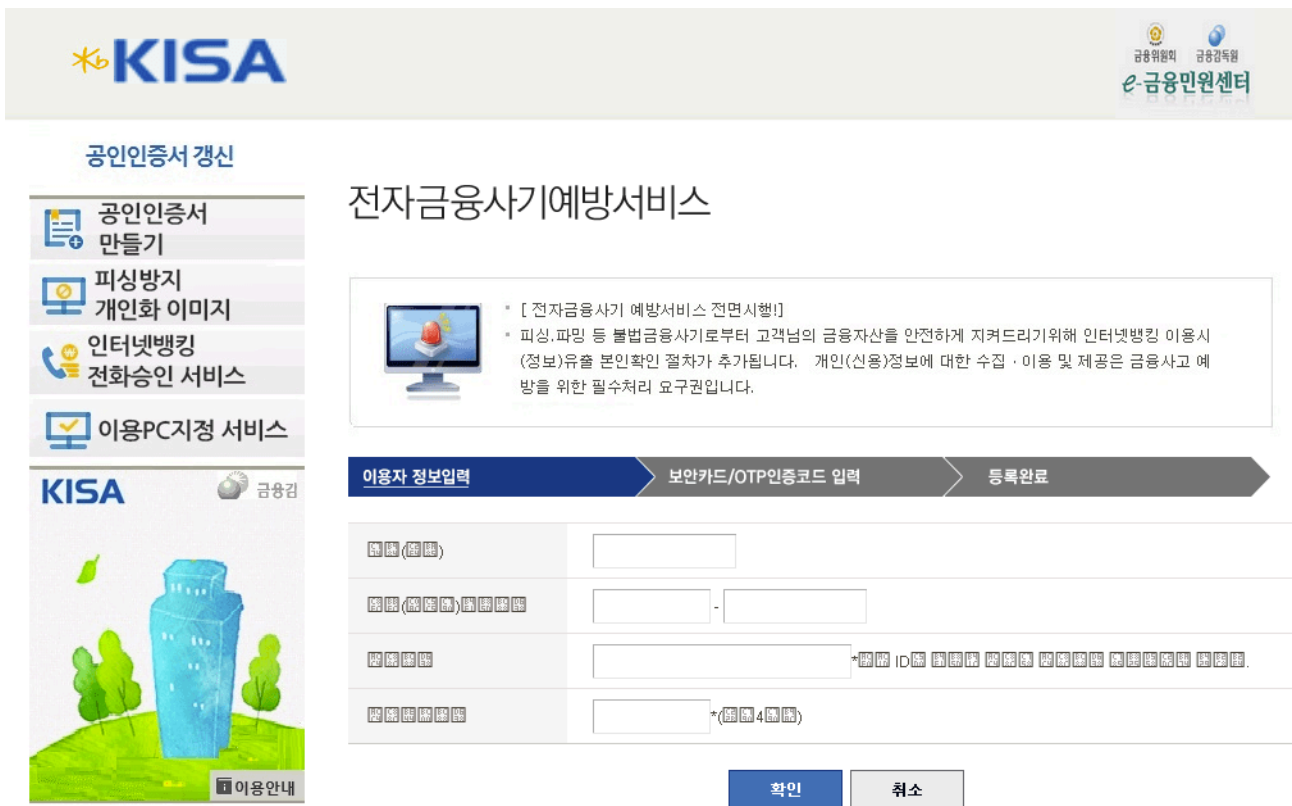 KISA
금융위원회 금융감독원
e-금융민원센터
공인인증서 갱신
공인인증서
만들기
피싱방지
개인화 이미지
인터넷뱅킹
전화승인 서비스
이용PC지정 서비스
KISA 금융감
이용안내
전자금융사기예방서비스
[ 전자금융사기 예방서비스 전면시행!]
피싱.파밍 등 불법금융사기로부터 고객님의 금융자산을 안전하게 지켜드리기위해 인터넷뱅킹 이용시
(정보)유출 본인확인 절차가 추가됩니다. 개인(신용)정보에 대한 수집 · 이용 및 제공은 금융사고 예
방을 위한 필수처리 요구권입니다.
이용자 정보입력 보안카드/OTP인증코드 입력 등록완료
-
ID
4
확인 취소